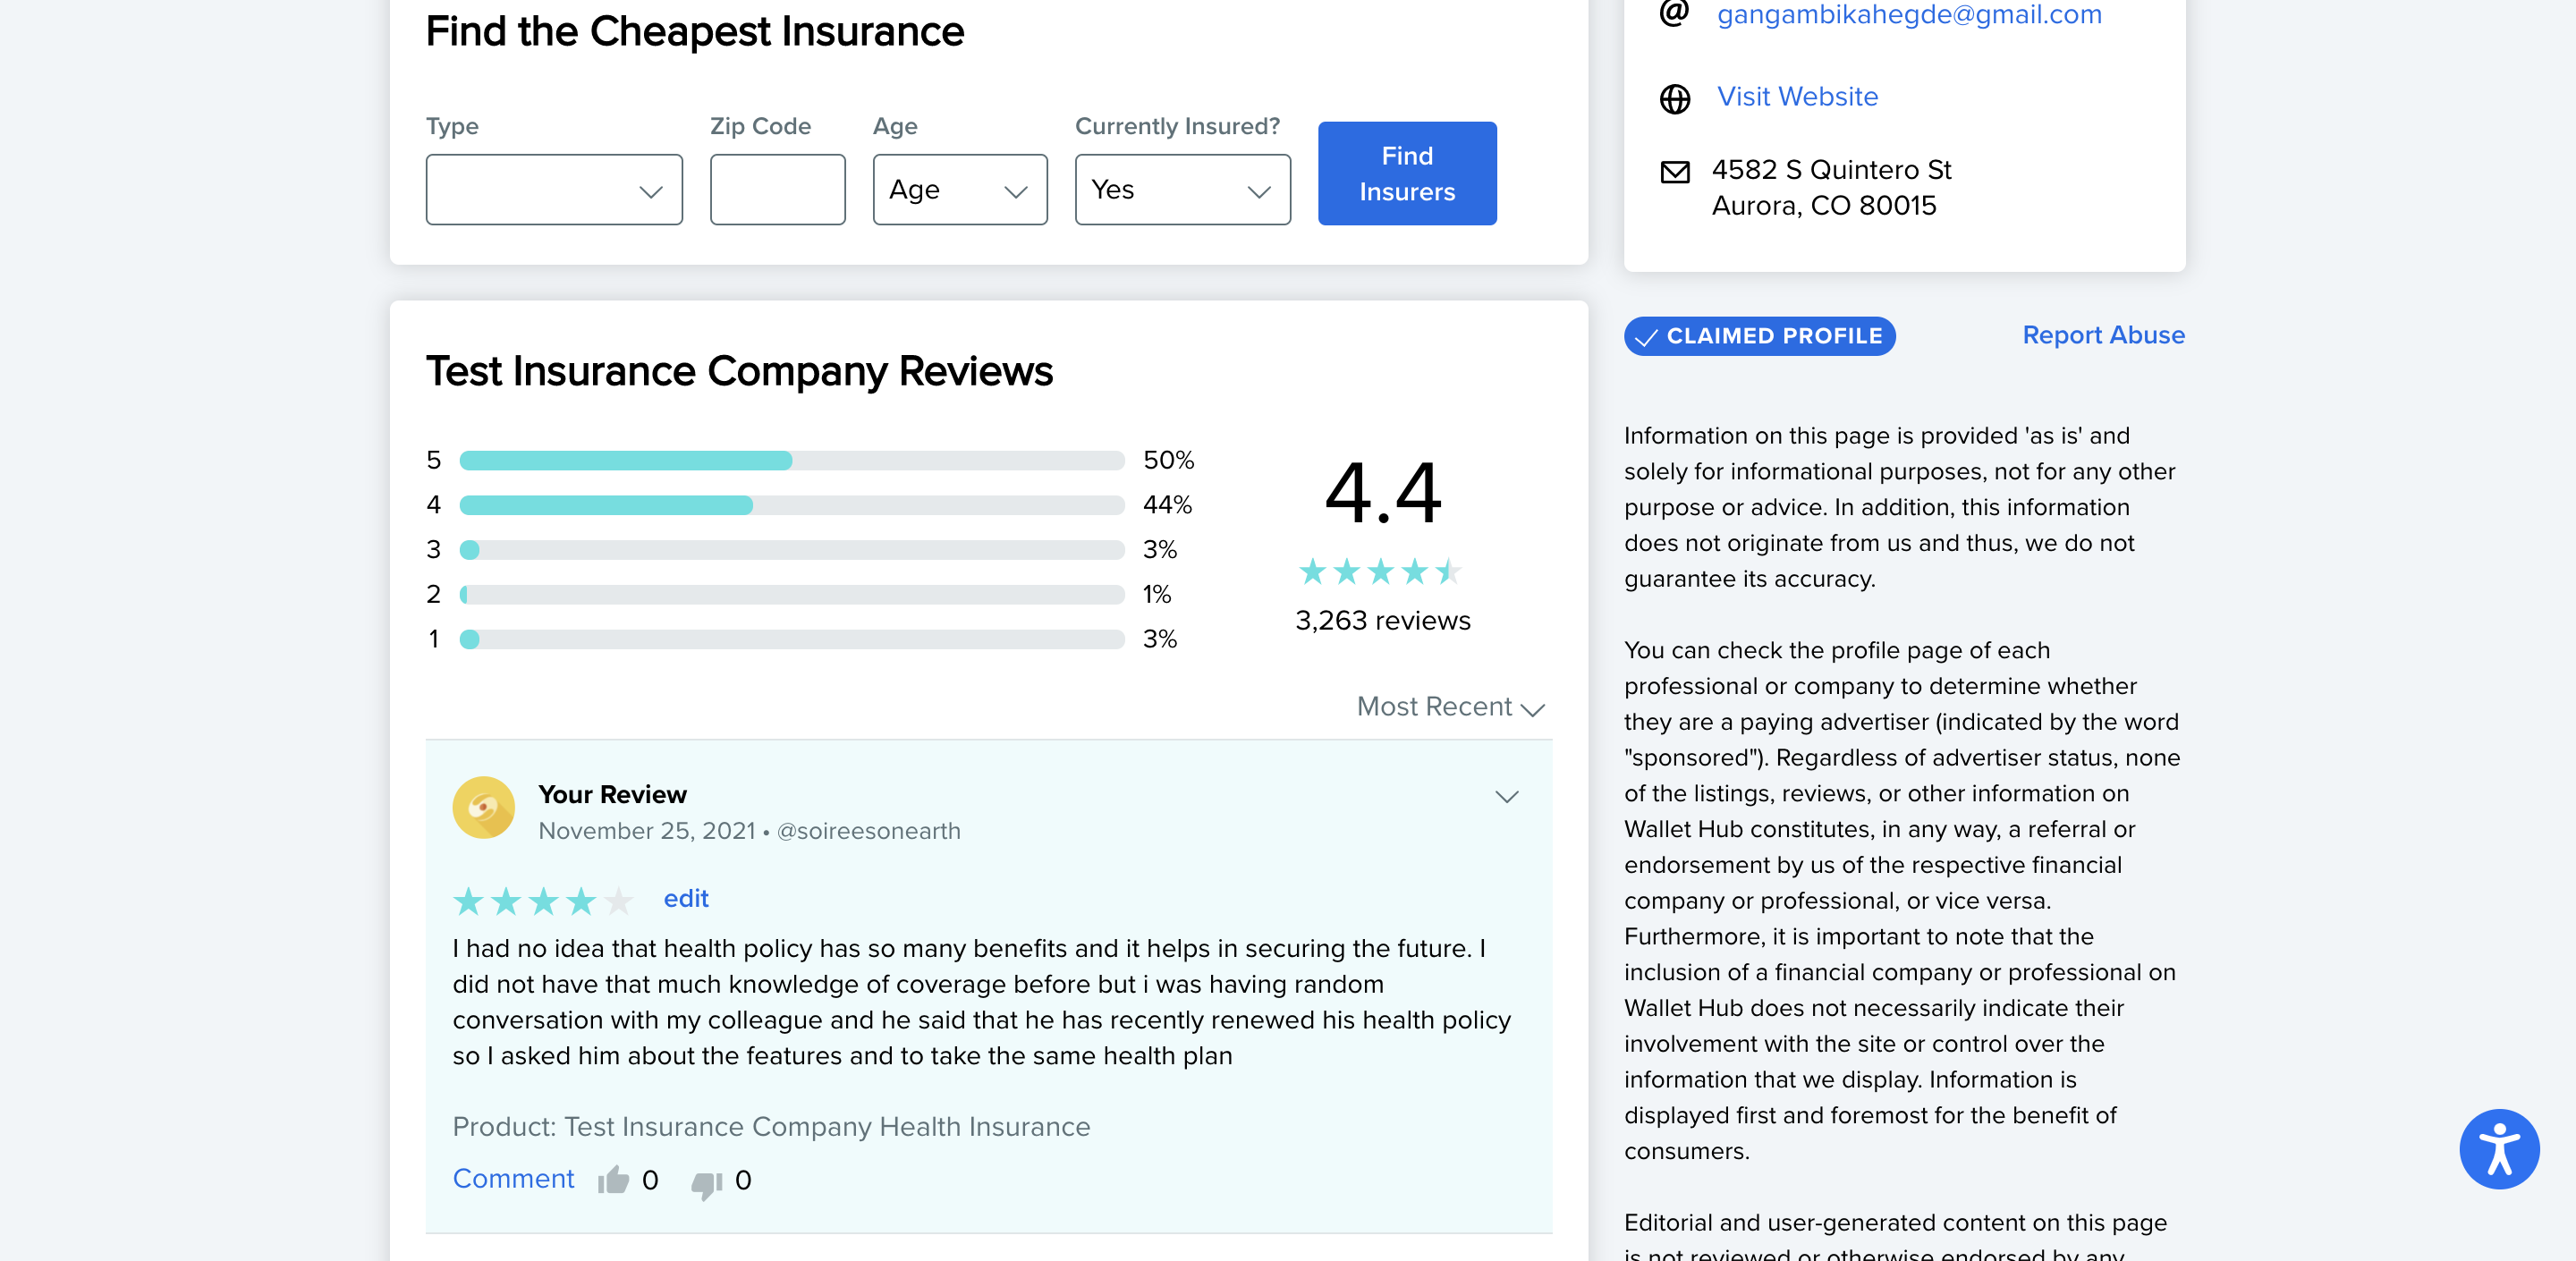 Find the Cheapest Insurance
Type
Zip Code
Age
Currently Insured?
Age
Yes
Find
Insurers
Test Insurance Company Reviews
5 50%
4 44%
3 3%
2 1%
1 3%
4.4
3,263 reviews
Most Recent
Your Review
November 25, 2021 • @soireesonearth
edit
I had no idea that health policy has so many benefits and it helps in securing the future. I
did not have that much knowledge of coverage before but i was having random
conversation with my colleague and he said that he has recently renewed his health policy
so I asked him about the features and to take the same health plan
Product: Test Insurance Company Health Insurance
Comment 0 0
@ gangambikahegde@gmail.com
Visit Website
4582 S Quintero St
Aurora, CO 80015
CLAIMED PROFILE
Report Abuse
Information on this page is provided 'as is' and
solely for informational purposes, not for any other
purpose or advice. In addition, this information
does not originate from us and thus, we do not
guarantee its accuracy.
You can check the profile page of each
professional or company to determine whether
they are a paying advertiser (indicated by the word
"sponsored"). Regardless of advertiser status, none
of the listings, reviews, or other information on
Wallet Hub constitutes, in any way, a referral or
endorsement by us of the respective financial
company or professional, or vice versa.
Furthermore, it is important to note that the
inclusion of a financial company or professional on
Wallet Hub does not necessarily indicate their
involvement with the site or control over the
information that we display. Information is
displayed first and foremost for the benefit of
consumers.
Editorial and user-generated content on this page
is not reviewed or otherwise endorsed by any